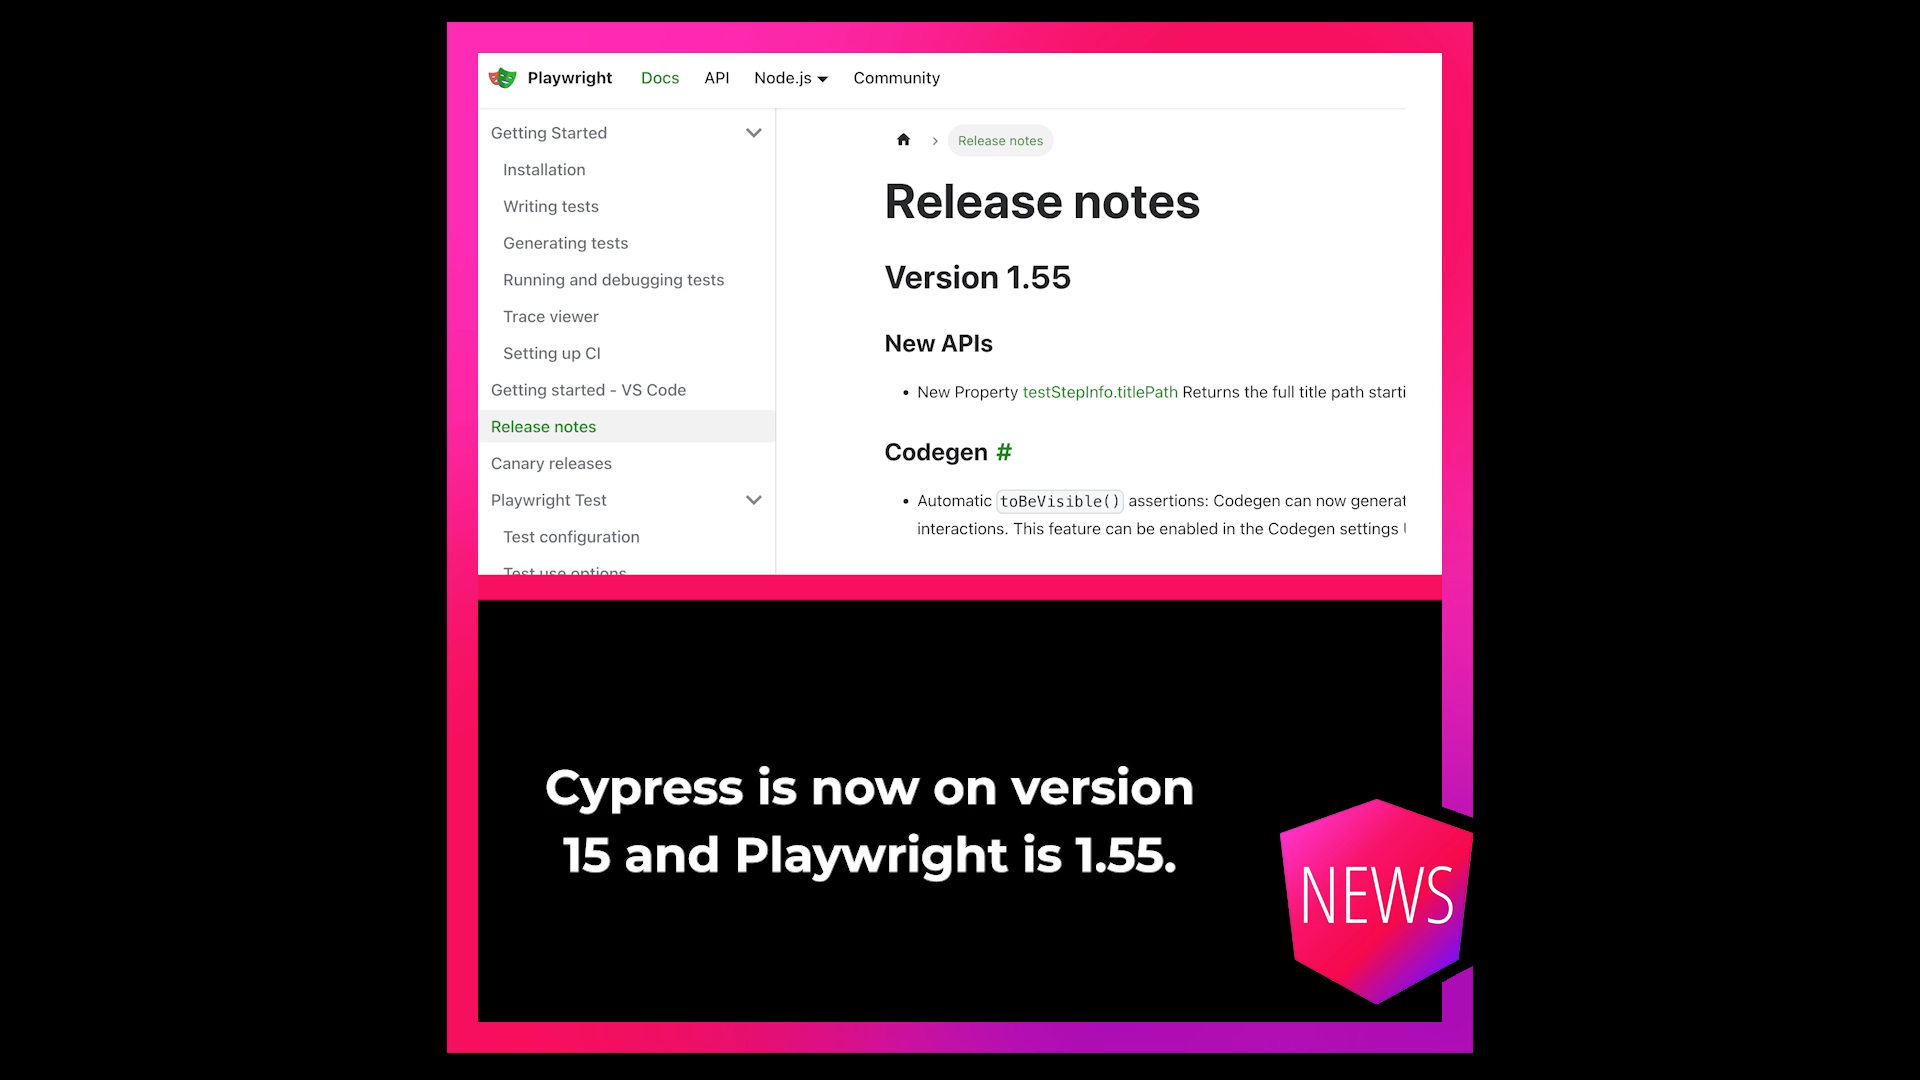 Playwright Docs API Node.js Community
Getting Started
Installation
Writing tests
Generating tests
Running and debugging tests
Trace viewer
Setting up CI
Getting started - VS Code
Release notes
Canary releases
Playwright Test
Test configuration
Test use options
Release notes
Release notes
Version 1.55
New APIs
New Property testStepInfo.titlePath Returns the full title path starti
Codegen #
Automatic toBeVisible() assertions: Codegen can now generat
interactions. This feature can be enabled in the Codegen settings
Cypress is now on version
15 and Playwright is 1.55.
NEWS